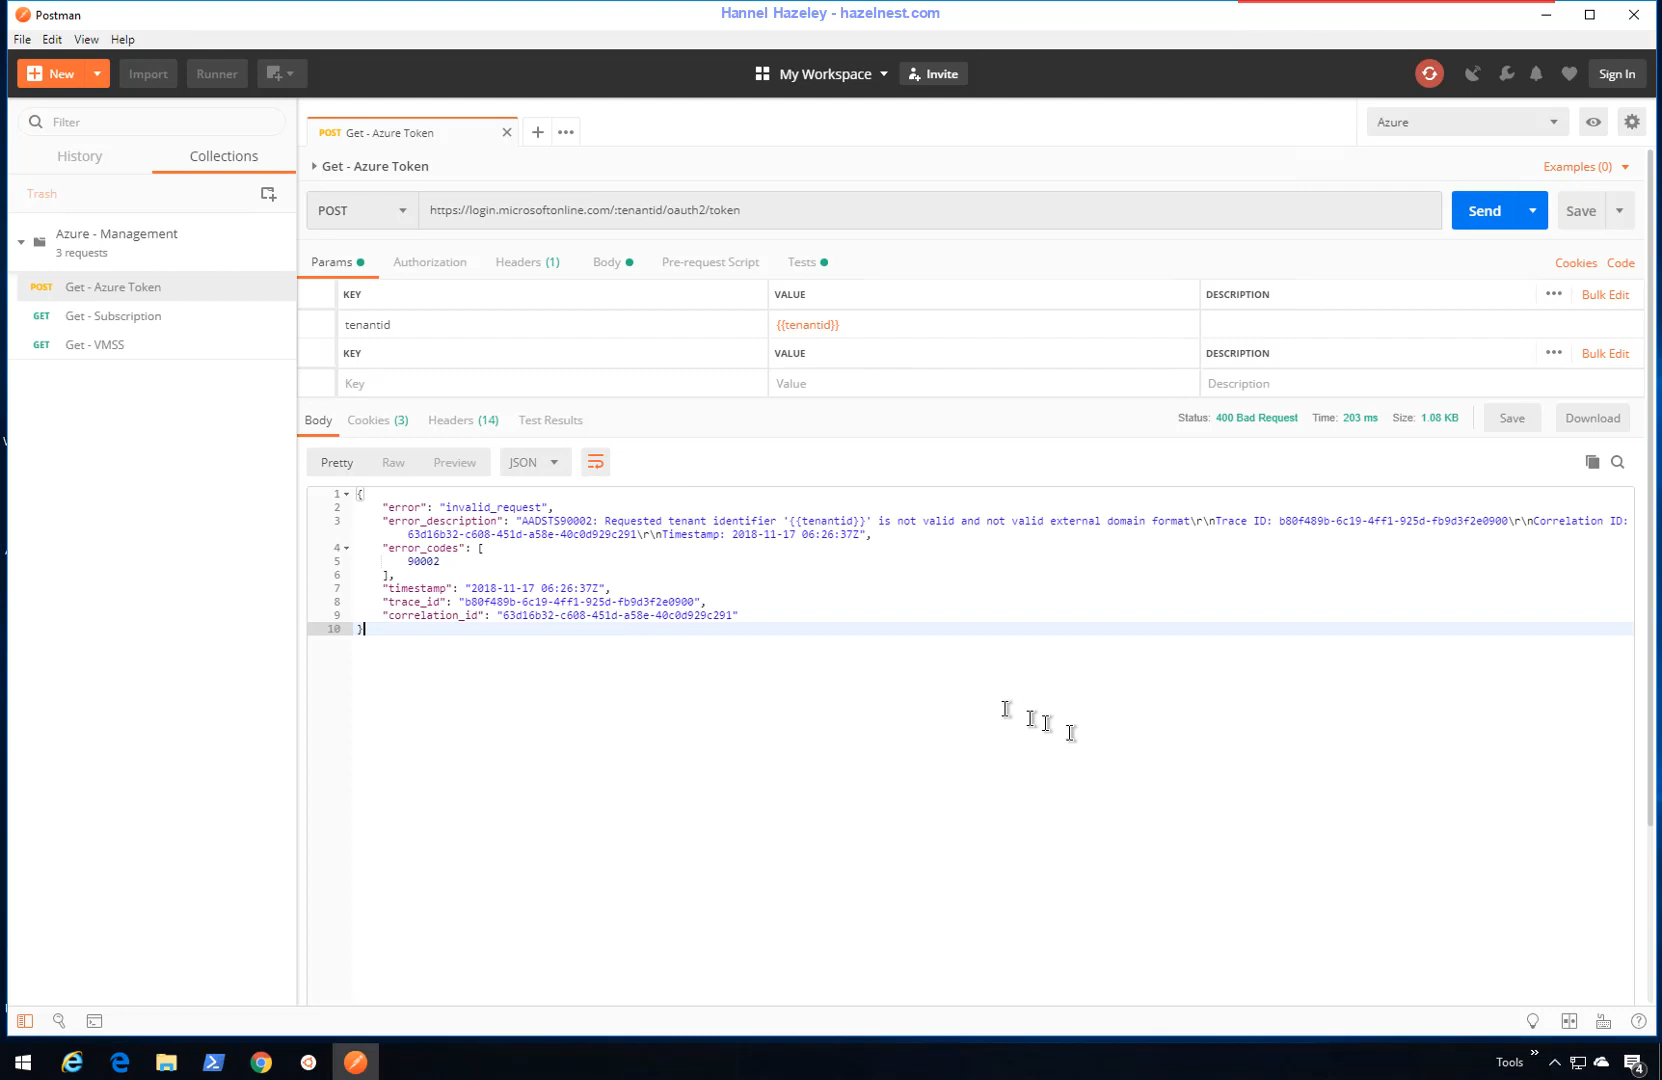 Postman
Hannel Hazeley - hazelnest.com
File Edit View Help
New Import Runner My Workspace Invite Sign In
Filter
History Collections
Trash
Azure - Management
3 requests
POST Get - Azure Token
GET Get - Subscription
GET Get - VMSS
POST Get - Azure Token
Azure
Get - Azure Token
Examples (0)
POST https://login.microsoftonline.com/:tenantid/oauth2/token Send Save
Params Authorization Headers (1) Body Pre-request Script Tests Cookies Code
KEY VALUE DESCRIPTION Bulk Edit
tenantid {{tenantid}}
KEY VALUE DESCRIPTION Bulk Edit
Key Value Description
Body Cookies (3) Headers (14) Test Results Status: 400 Bad Request Time: 203 ms Size: 1.08 KB Save Download
Pretty Raw Preview JSON
1 {
2 "error": "invalid_request",
3 "error_description": "AADSTS90002: Requested tenant identifier '{{tenantid}}' is not valid and not valid external domain format\r\nTrace ID: b80f489b-6c19-4ff1-925d-fb9d3f2e0900\r\nCorrelation ID:
63d16b32-c608-451d-a58e-40c0d929c291\r\nTimestamp: 2018-11-17 06:26:37Z",
4 "error_codes": [
5 90002
6 ],
7 "timestamp": "2018-11-17 06:26:37Z",
8 "trace_id": "b80f489b-6c19-4ff1-925d-fb9d3f2e0900",
9 "correlation_id": "63d16b32-c608-451d-a58e-40c0d929c291"
10 }
Tools
4